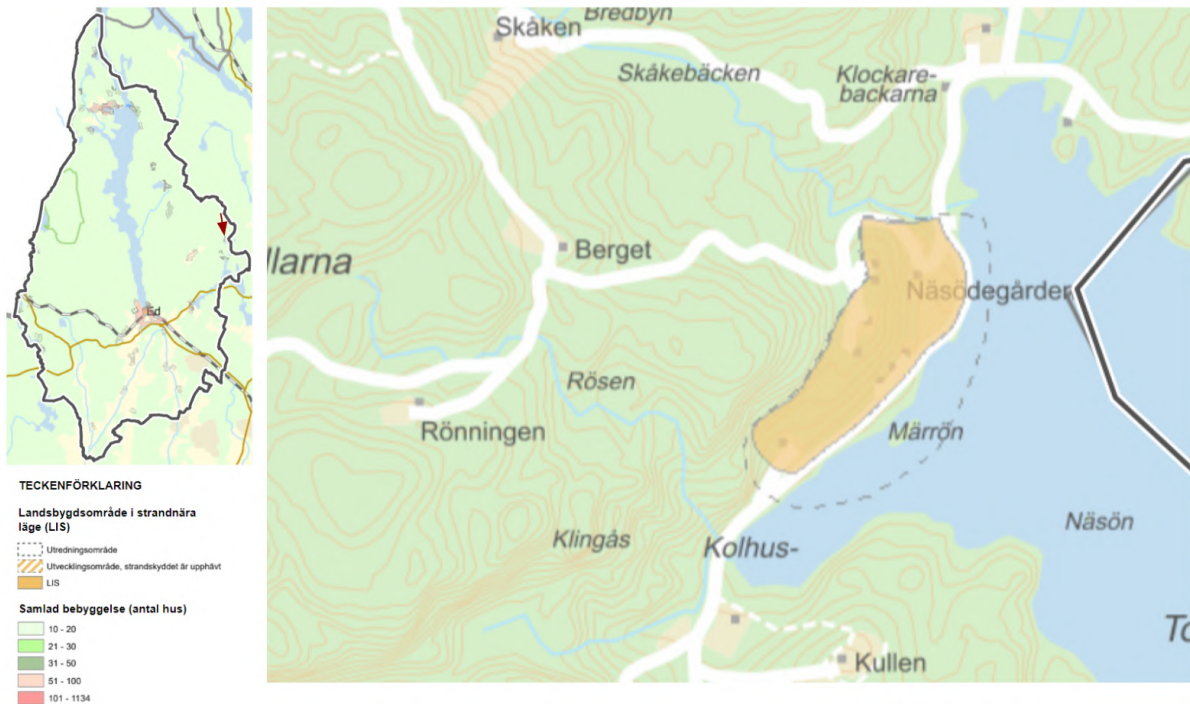 Ed
TECKENFÖRKLARING
Landsbygdsområde i strandnära
läge (LIS)
Utredningsområde
Utvecklingsområde, strandskyddet är upphävt
LIS
Samlad bebyggelse (antal hus)
10 - 20
21 - 30
31 - 50
51 - 100
101 - 1134
Bredbyn
Skåken
Skåkebäcken
Klockare-
backarna
Berget
llarna
Näsödegården
Rösen
Rönningen
Märrön
Näsön
Klingås
Kolhus-
To
Kullen